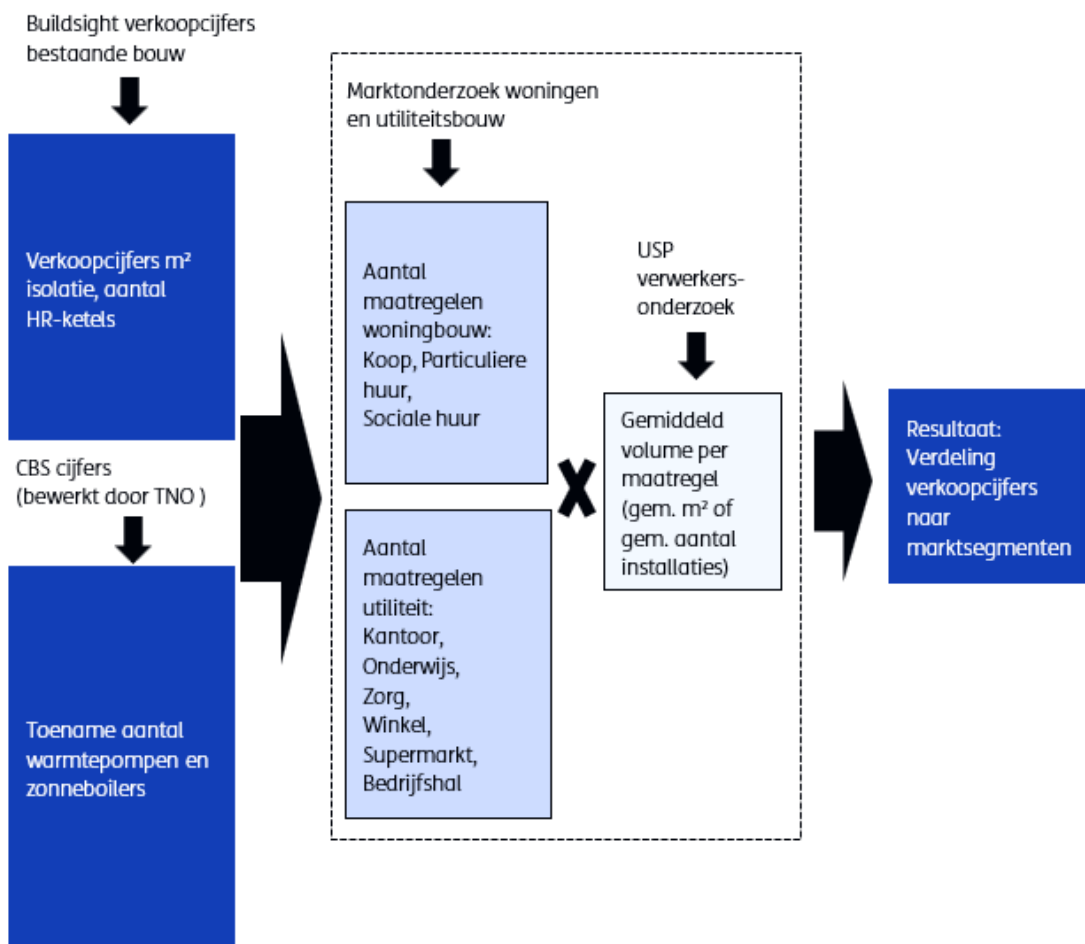 Buildsight verkoopcijfers
bestaande bouw
Verkoopcijfers m²
isolatie, aantal
HR-ketels
CBS cijfers
(bewerkt door TNO )
Toename aantal
warmtepompen en
zonneboilers
Marktonderzoek woningen
en utiliteitsbouw
Aantal
maatregelen
woningbouw:
Koop, Particuliere
huur,
Sociale huur
Aantal
maatregelen
utiliteit:
Kantoor,
Onderwijs,
Zorg,
Winkel,
Supermarkt,
Bedrijfshal
USP
verwerkers-
onderzoek
Gemiddeld
volume per
maatregel
(gem. m² of
gem. aantal
installaties)
Resultaat:
Verdeling
verkoopcijfers
naar
marktsegmenten